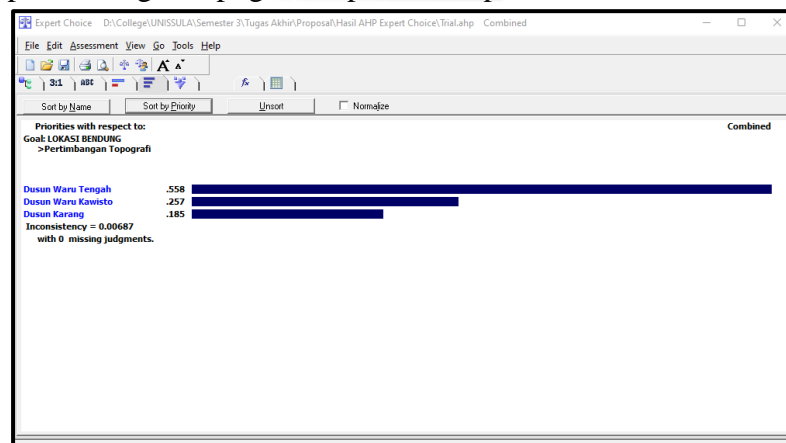 Expert Choice D:\College\UNISSULA\Semester 3\Tugas Akhir\Proposal\Hasil AHP Expert Choice\Trial.ahp Combined
File Edit Assessment View Go Tools Help
A A
3:1 ABC fx
Sort by Name Sort by Priority Unsort Normalize
Priorities with respect to: Combined
Goal: LOKASI BENDUNG
>Pertimbangan Topografi
Dusun Waru Tengah .558
Dusun Waru Kawisto .257
Dusun Karang .185
Inconsistency = 0.00687
with 0 missing judgments.